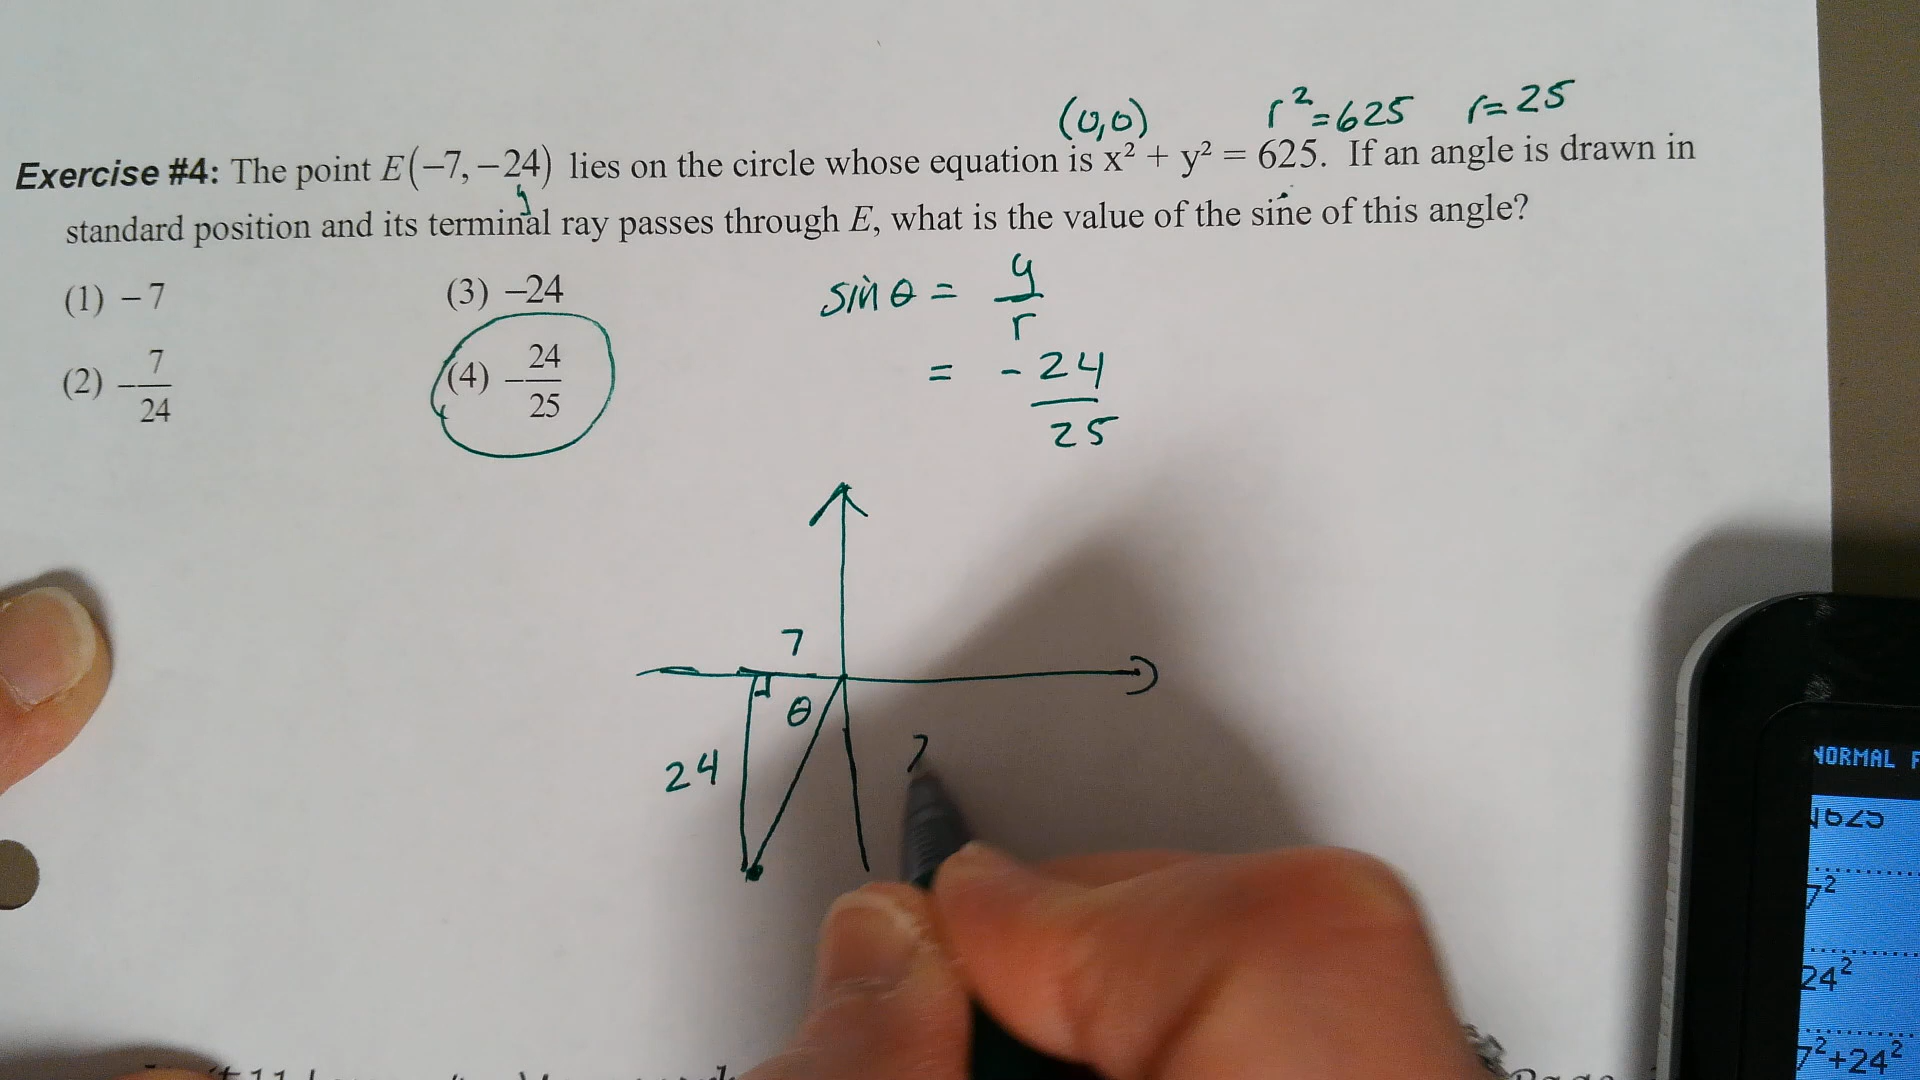 (0,0) r² = 625 r = 25
Exercise #4: The point E(−7, −24) lies on the circle whose equation is x² + y² = 625. If an angle is drawn in
y
standard position and its terminal ray passes through E, what is the value of the sine of this angle?
(1) −7
(3) −24
(2) −7/24
(4) −24/25
sin θ = y/r
= -24/25
7
θ
24
NORMAL F
√625
7²
24²
7²+24²